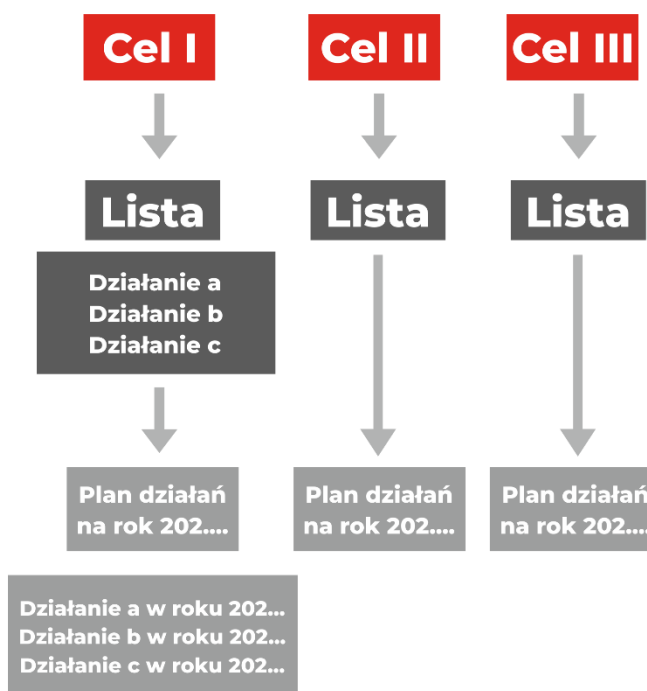 Cel I
Cel II
Cel III
Lista
Lista
Lista
Działanie a
Działanie b
Działanie c
Plan działań
na rok 202....
Plan działań
na rok 202....
Plan działań
na rok 202....
Działanie a w roku 202...
Działanie b w roku 202...
Działanie c w roku 202...